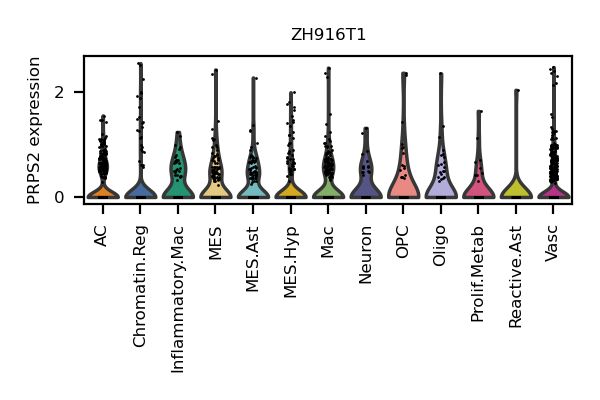 ZH916T1
PRPS2 expression
2
0
AC
Chromatin.Reg
Inflammatory.Mac
MES
MES.Ast
MES.Hyp
Mac
Neuron
OPC
Oligo
Prolif.Metab
Reactive.Ast
Vasc